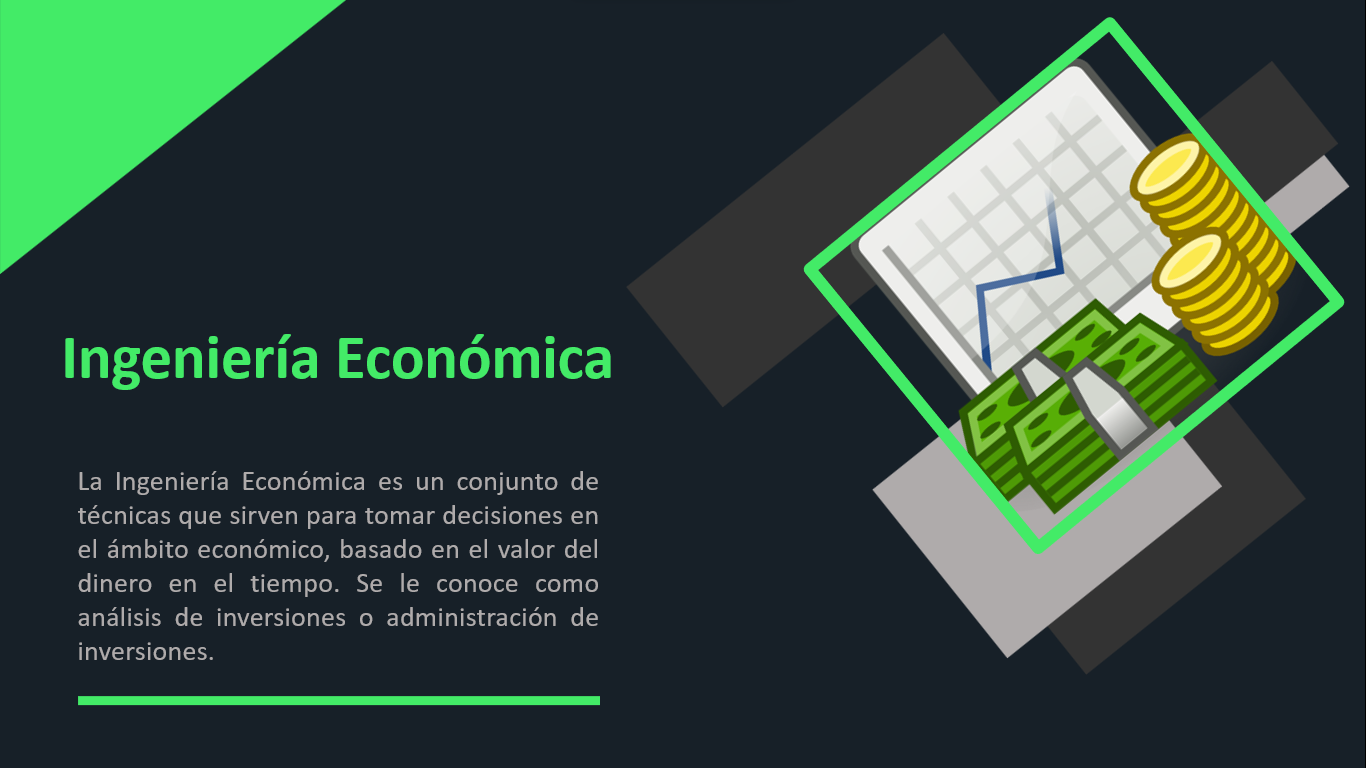 Ingeniería Económica
La Ingeniería Económica es un conjunto de
técnicas que sirven para tomar decisiones en
el ámbito económico, basado en el valor del
dinero en el tiempo. Se le conoce como
análisis de inversiones o administración de
inversiones.